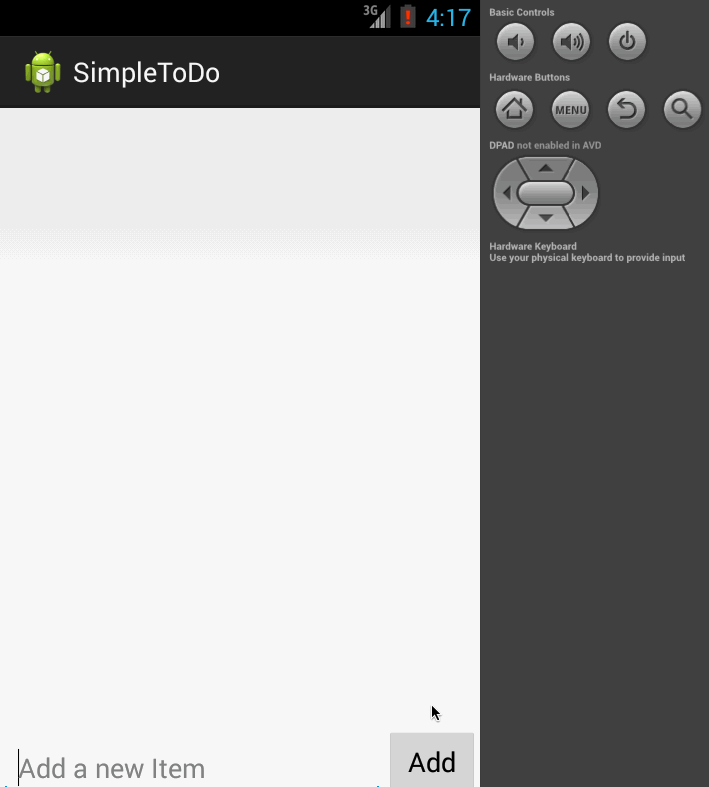 3G 4:17
SimpleToDo
Add a new Item
Add
Basic Controls
Hardware Buttons
MENU
DPAD not enabled in AVD
Hardware Keyboard
Use your physical keyboard to provide input